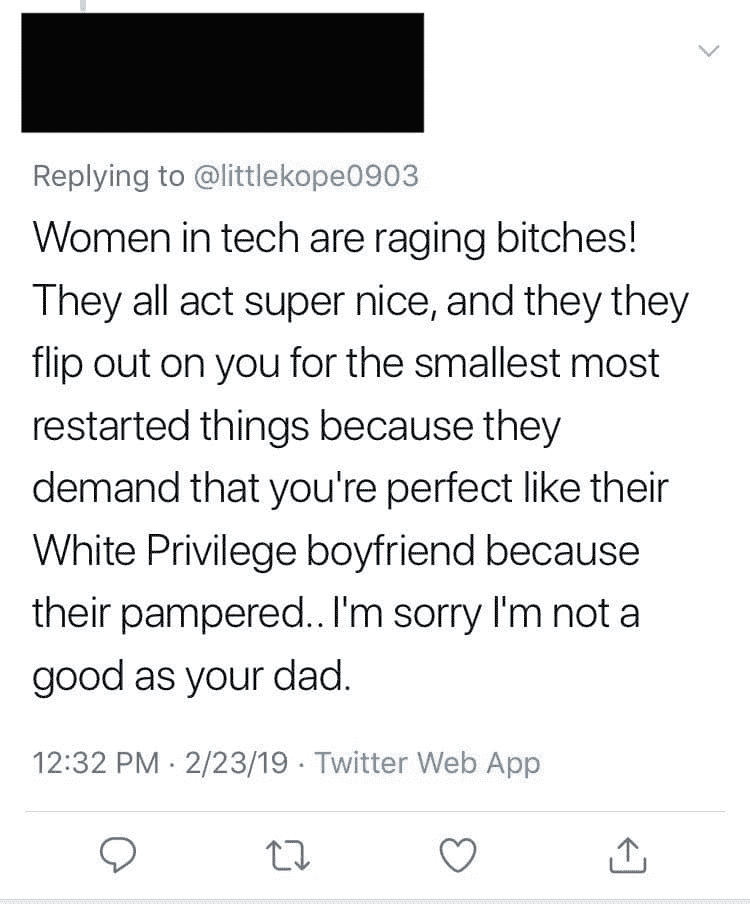 Replying to @littlekope0903
Women in tech are raging bitches!
They all act super nice, and they they
flip out on you for the smallest most
restarted things because they
demand that you're perfect like their
White Privilege boyfriend because
their pampered.. I'm sorry I'm not a
good as your dad.
12:32 PM · 2/23/19 · Twitter Web App